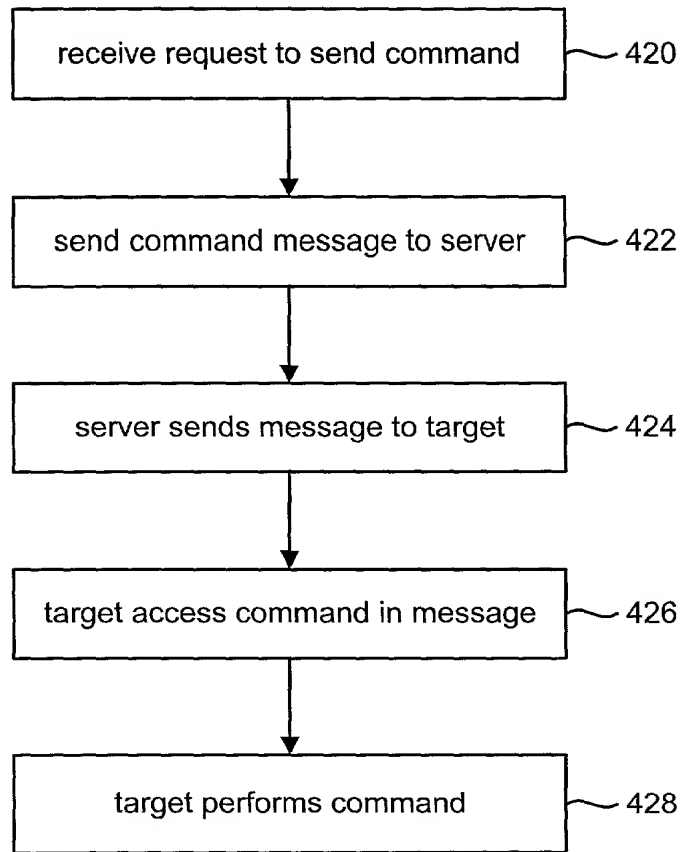 receive request to send command 420
send command message to server 422
server sends message to target 424
target access command in message 426
target performs command 428